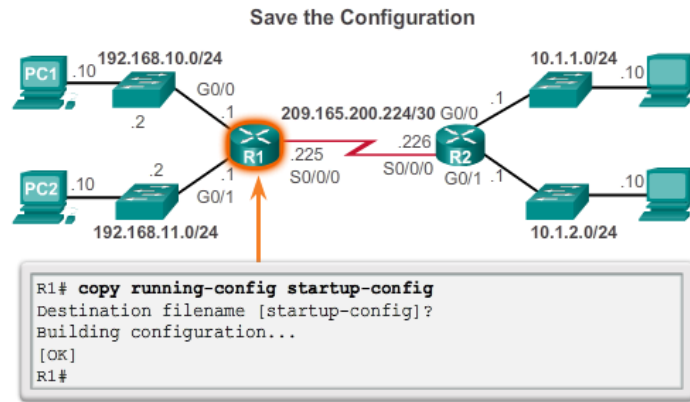 Save the Configuration
192.168.10.0/24
10.1.1.0/24
PC1
.10
G0/0
.1
.2
209.165.200.224/30
G0/0
.1
.10
R1
.225
S0/0/0
.226
S0/0/0
R2
G0/1
.1
.10
PC2
.10
.2
.1
G0/1
192.168.11.0/24
10.1.2.0/24
R1# copy running-config startup-config
Destination filename [startup-config]?
Building configuration...
[OK]
R1#